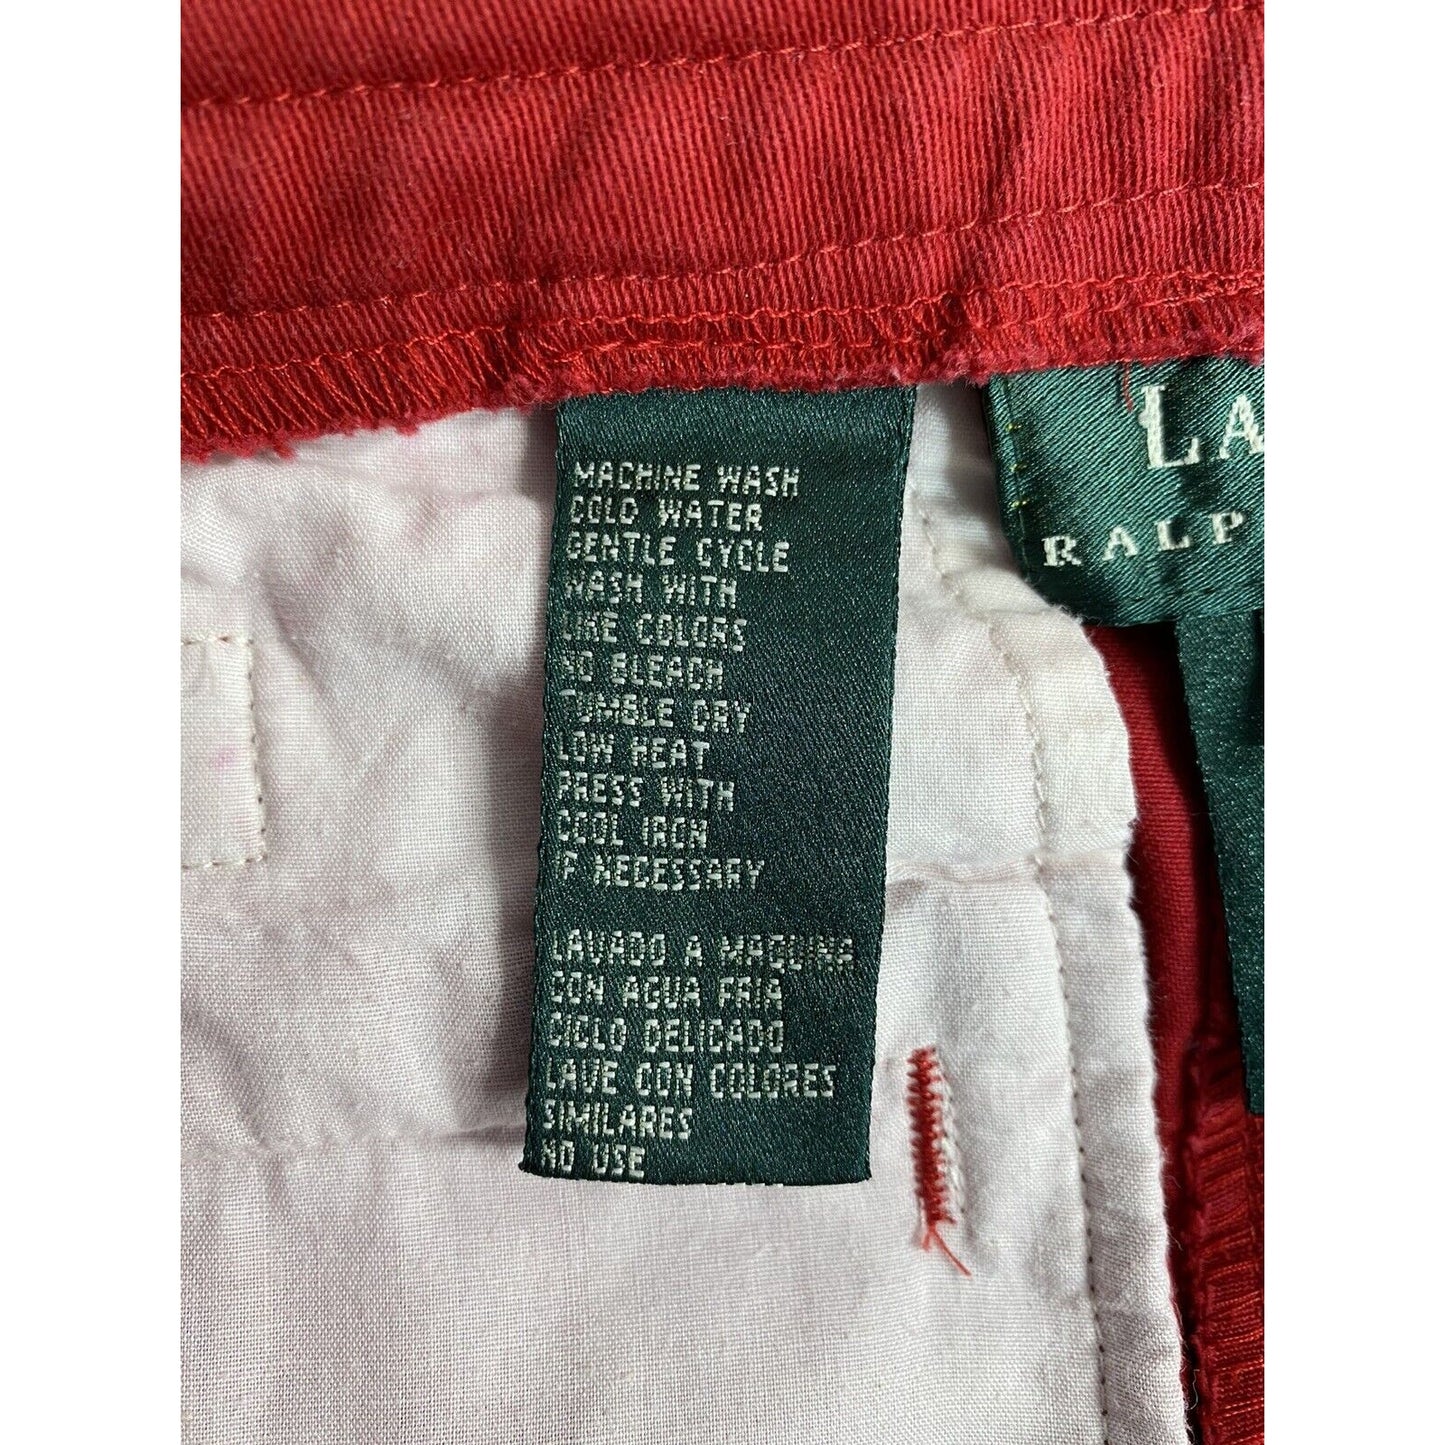 MACHINE WASH
COLD WATER
GENTLE CYCLE
WASH WITH
LIKE COLORS
NO BLEACH
TUMBLE DRY
LOW HEAT
PRESS WITH
COOL IRON
IF NECESSARY
LAVADO A MAQUINA
CON AGUA FRIA
CICLO DELICADO
LAVE CON COLORES
SIMILARES
NO USE
LA
RALP